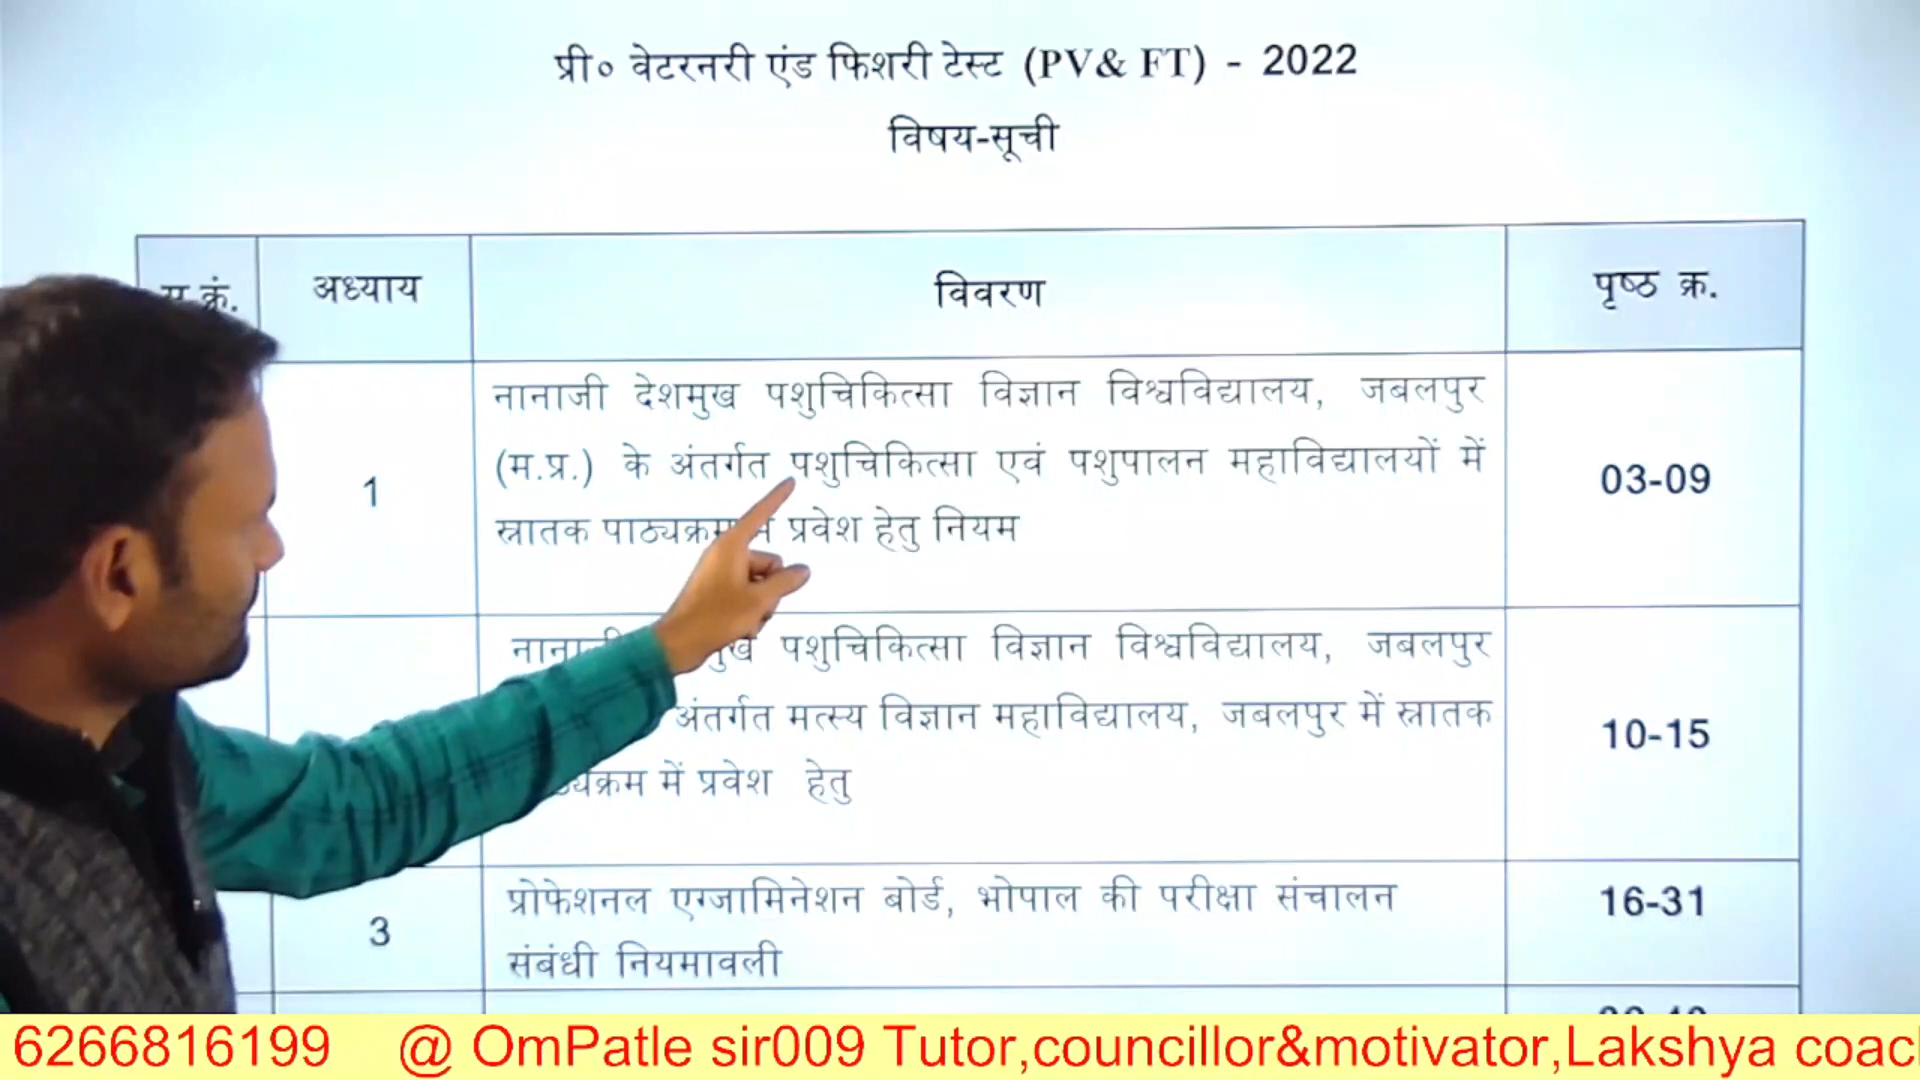 प्री० वेटरनरी एंड फिशरी टेस्ट (PV& FT) - 2022
विषय-सूची
क्रं. अध्याय विवरण पृष्ठ क्र.
नानाजी देशमुख पशुचिकित्सा विज्ञान विश्वविद्यालय, जबलपुर
(म.प्र.) के अंतर्गत पशुचिकित्सा एवं पशुपालन महाविद्यालयों में
1 03-09
स्नातक पाठ्यक्रम प्रवेश हेतु नियम
पशुचिकित्सा विज्ञान विश्वविद्यालय, जबलपुर
अंतर्गत मत्स्य विज्ञान महाविद्यालय, जबलपुर में स्नातक
10-15
में प्रवेश हेतु
प्रोफेशनल एग्जामिनेशन बोर्ड, भोपाल की परीक्षा संचालन 16-31
3
संबंधी नियमावली
6266816199 @ OmPatle sir009 Tutor,councillor&motivator,Lakshya coac